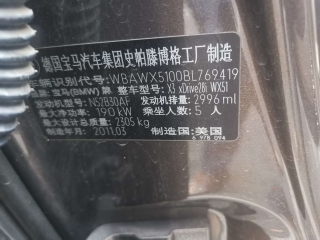 德国宝马汽车集团史帕滕博格工厂制造
车辆识别代号:WBAWX5100BL769419
品牌:宝马(BMW)牌 整车型号:X3 xDrive28i WX51
发动机型号:N52B30AF 发动机排量:2996 ml
最大净功率:190 kW 乘坐人数:5 人
最大设计总质量:2305 kg
制造年月:2011.03 制造国:美国